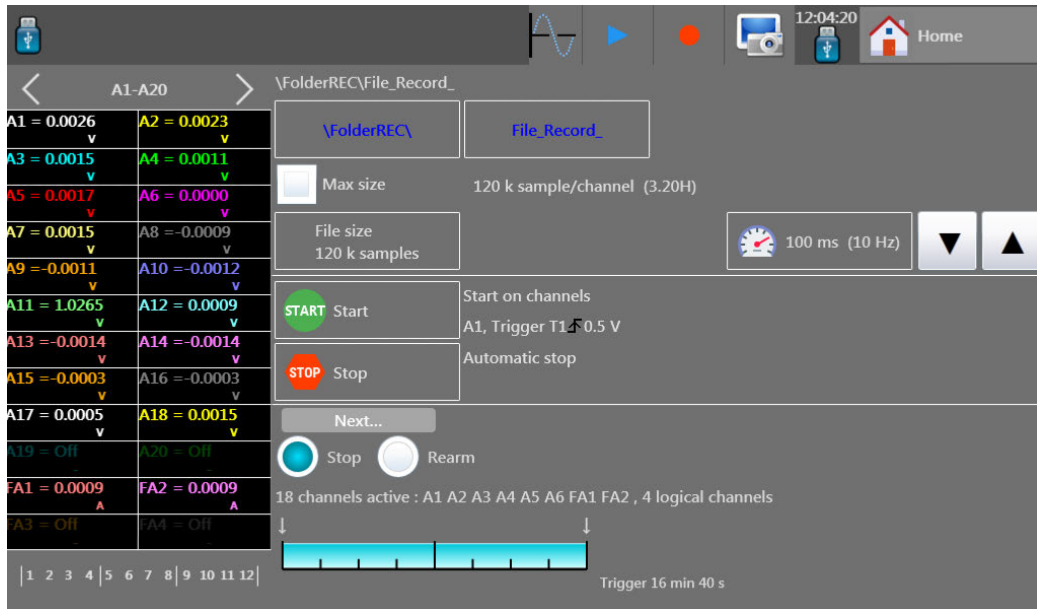 12:04:20
Home
A1-A20
\FolderREC\File_Record_
A1 = 0.0026 V
A2 = 0.0023 V
A3 = 0.0015 V
A4 = 0.0011 V
A5 = 0.0017 V
A6 = 0.0000 V
A7 = 0.0015 V
A8 =-0.0009 V
A9 =-0.0011 V
A10 =-0.0012 V
A11 = 1.0265 V
A12 = 0.0009 V
A13 =-0.0014 V
A14 =-0.0014 V
A15 =-0.0003 V
A16 =-0.0003 V
A17 = 0.0005 V
A18 = 0.0015 V
A19 = Off -
A20 = Off -
FA1 = 0.0009 A
FA2 = 0.0009 A
FA3 = Off -
FA4 = Off -
1 2 3 4 5 6 7 8 9 10 11 12
\FolderREC\
File_Record_
Max size
120 k sample/channel (3.20H)
File size
120 k samples
100 ms (10 Hz)
START Start
Start on channels
A1, Trigger T1 0.5 V
STOP Stop
Automatic stop
Next...
Stop
Rearm
18 channels active : A1 A2 A3 A4 A5 A6 FA1 FA2 , 4 logical channels
Trigger 16 min 40 s